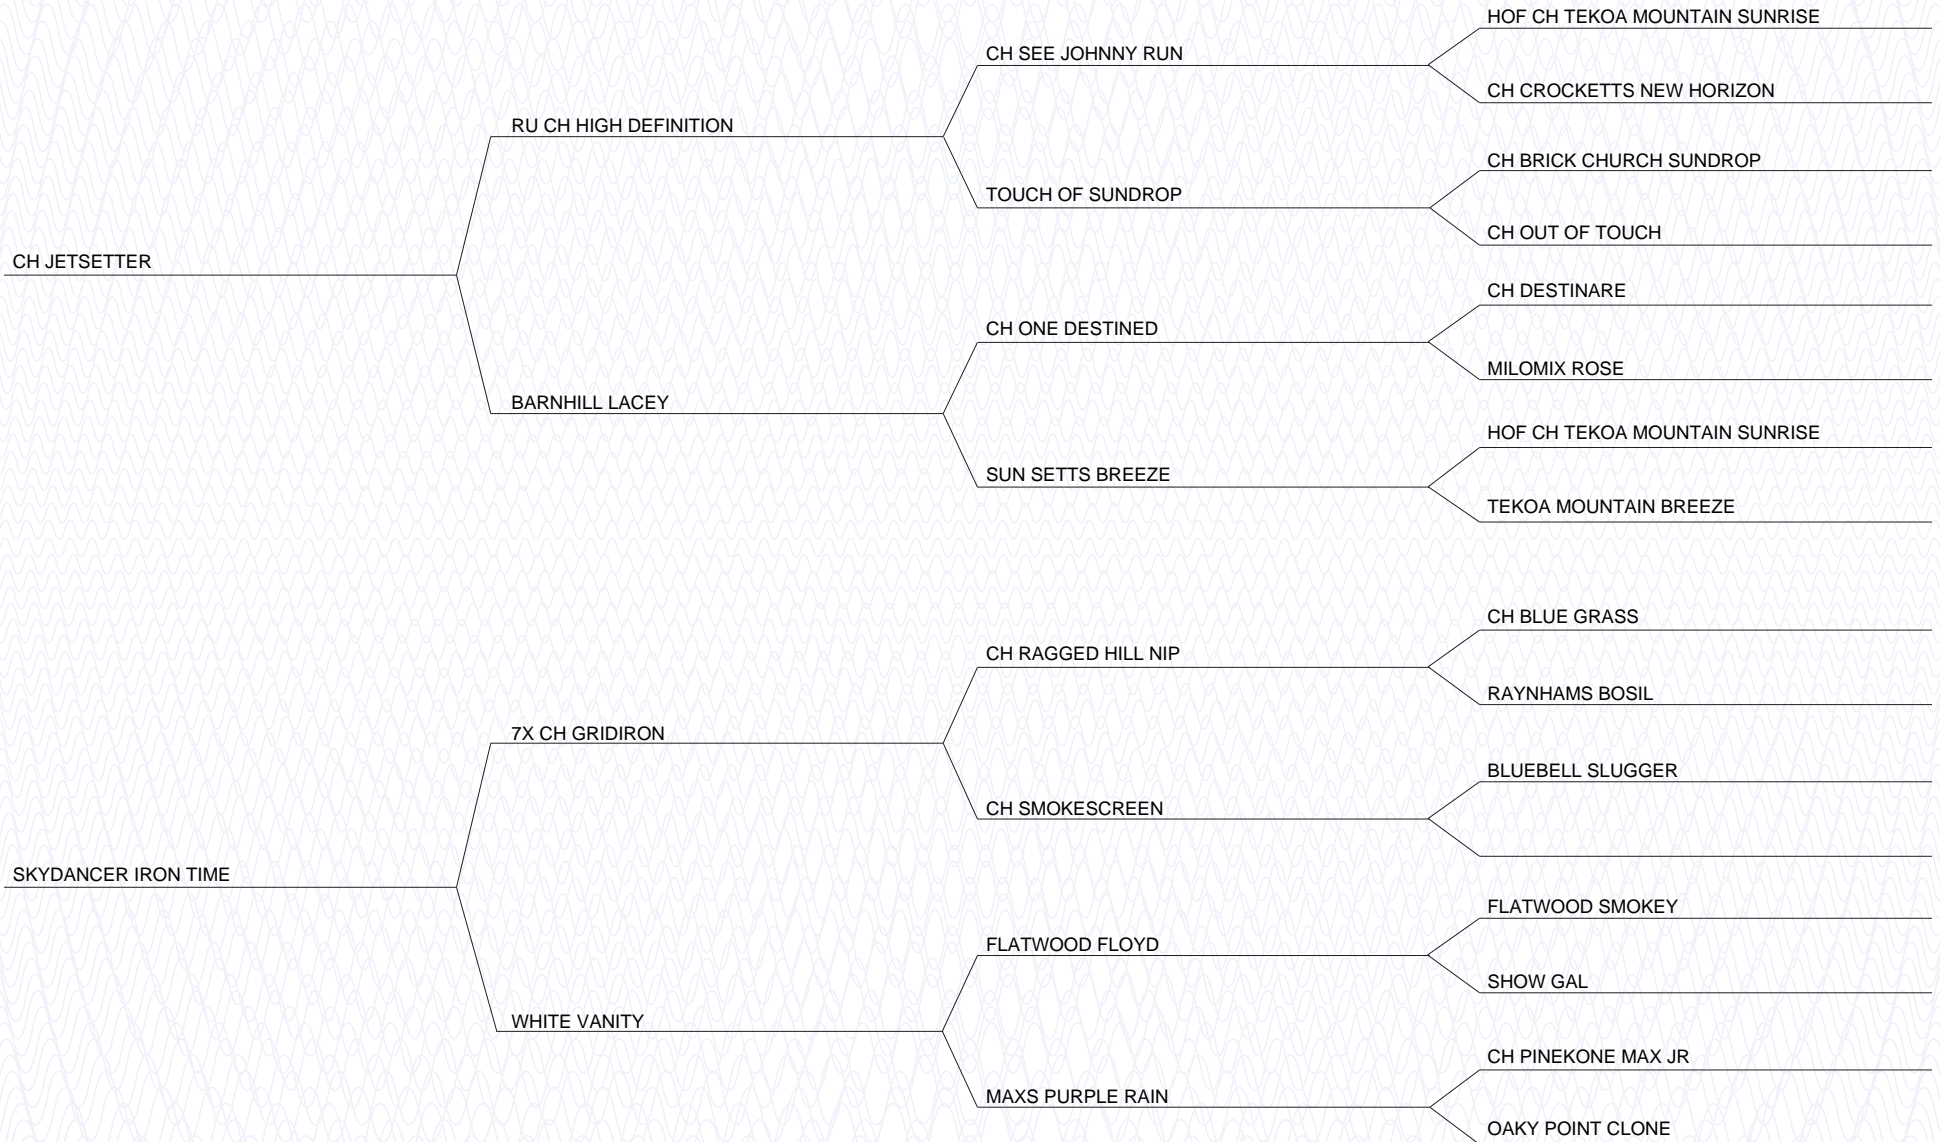 HOF CH TEKOA MOUNTAIN SUNRISE
CH SEE JOHNNY RUN
CH CROCKETTS NEW HORIZON
RU CH HIGH DEFINITION
CH BRICK CHURCH SUNDROP
TOUCH OF SUNDROP
CH OUT OF TOUCH
CH JETSETTER
CH DESTINARE
CH ONE DESTINED
MILOMIX ROSE
BARNHILL LACEY
HOF CH TEKOA MOUNTAIN SUNRISE
SUN SETTS BREEZE
TEKOA MOUNTAIN BREEZE
CH BLUE GRASS
CH RAGGED HILL NIP
RAYNHAMS BOSIL
7X CH GRIDIRON
BLUEBELL SLUGGER
CH SMOKESCREEN
SKYDANCER IRON TIME
FLATWOOD SMOKEY
FLATWOOD FLOYD
SHOW GAL
WHITE VANITY
CH PINEKONE MAX JR
MAXS PURPLE RAIN
OAKY POINT CLONE